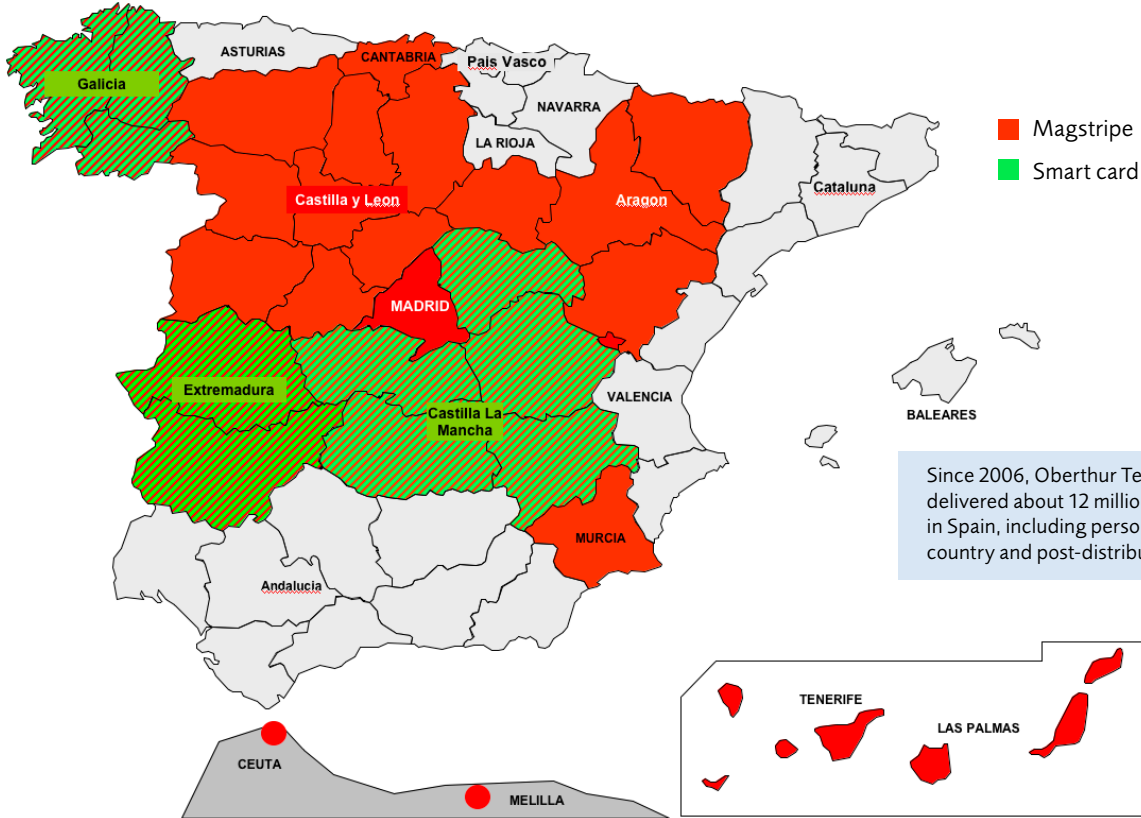 ASTURIAS
CANTABRIA
Pais Vasco
Galicia
NAVARRA
LA RIOJA
Magstripe
Smart card
Castilla y Leon
Aragon
Cataluna
MADRID
Extremadura
VALENCIA
Castilla La
Mancha
BALEARES
Since 2006, Oberthur Te
delivered about 12 millio
in Spain, including perso
country and post-distribu
MURCIA
Andalucia
TENERIFE
LAS PALMAS
CEUTA
MELILLA